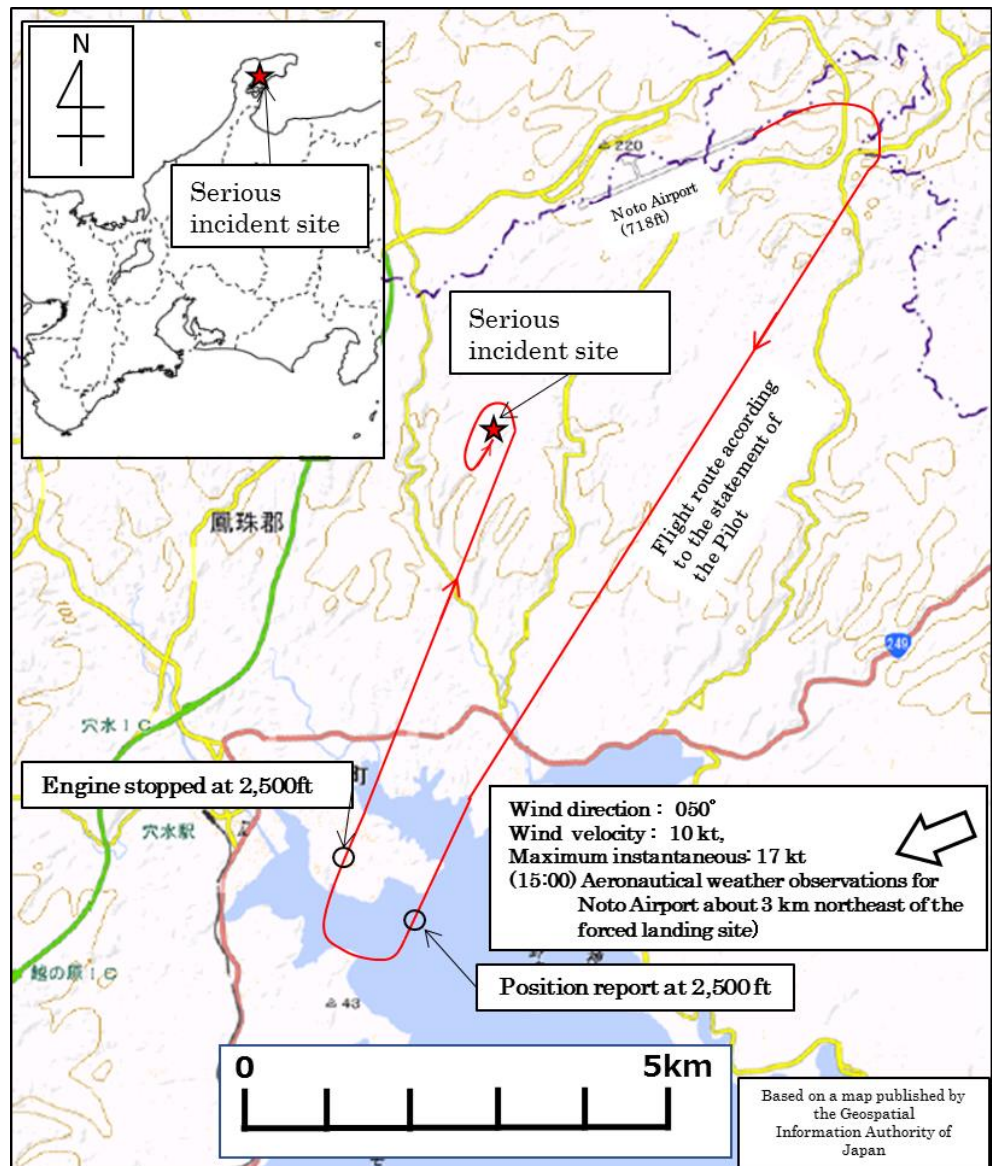 N
Serious
incident site
220
Noto Airport
(718ft)
Serious
incident site
Flight route according
to the statement of
the Pilot
鳳珠郡
249
穴水IC
町
Engine stopped at 2,500ft
穴水駅
Wind direction : 050°
Wind velocity : 10 kt,
Maximum instantaneous: 17 kt
(15:00) Aeronautical weather observations for
Noto Airport about 3 km northeast of the
forced landing site)
越の原IC
Position report at 2,500 ft
43
0 5km
Based on a map published by
the Geospatial
Information Authority of
Japan